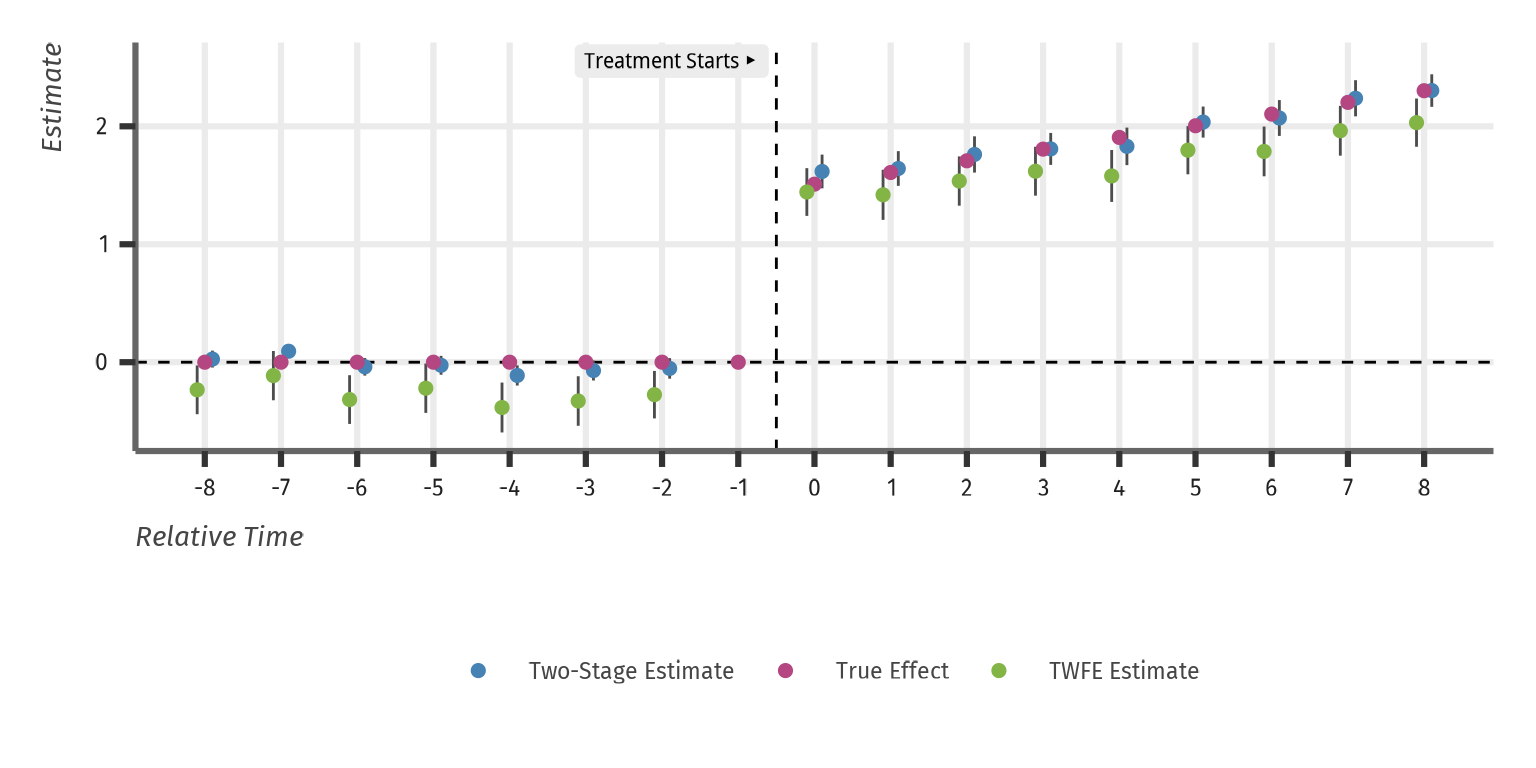 Estimate
Treatment Starts ►
2
1
0
-8 -7 -6 -5 -4 -3 -2 -1 0 1 2 3 4 5 6 7 8
Relative Time
Two-Stage Estimate True Effect TWFE Estimate